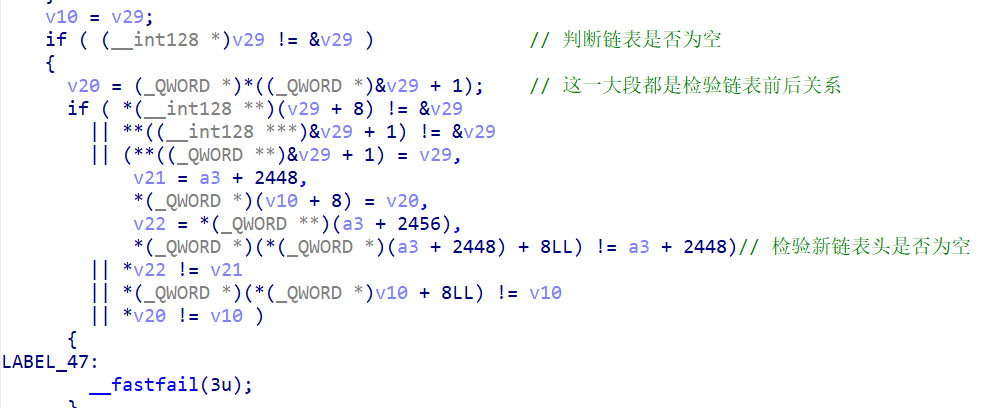 v10 = v29;
if ( (__int128 *)v29 != &v29 ) // 判断链表是否为空
{
v20 = (_QWORD *)*((_QWORD *)&v29 + 1); // 这一大段都是检验链表前后关系
if ( *(__int128 **)(v29 + 8) != &v29
|| **((__int128 ***)&v29 + 1) != &v29
|| (**((_QWORD **)&v29 + 1) = v29,
v21 = a3 + 2448,
*(_QWORD *)(v10 + 8) = v20,
v22 = *(_QWORD **)(a3 + 2456),
*(_QWORD *)(*(_QWORD *)(a3 + 2448) + 8LL) != a3 + 2448)// 检验新链表头是否为空
|| *v22 != v21
|| *(_QWORD *)(*(_QWORD *)v10 + 8LL) != v10
|| *v20 != v10 )
{
LABEL_47:
__fastfail(3u);